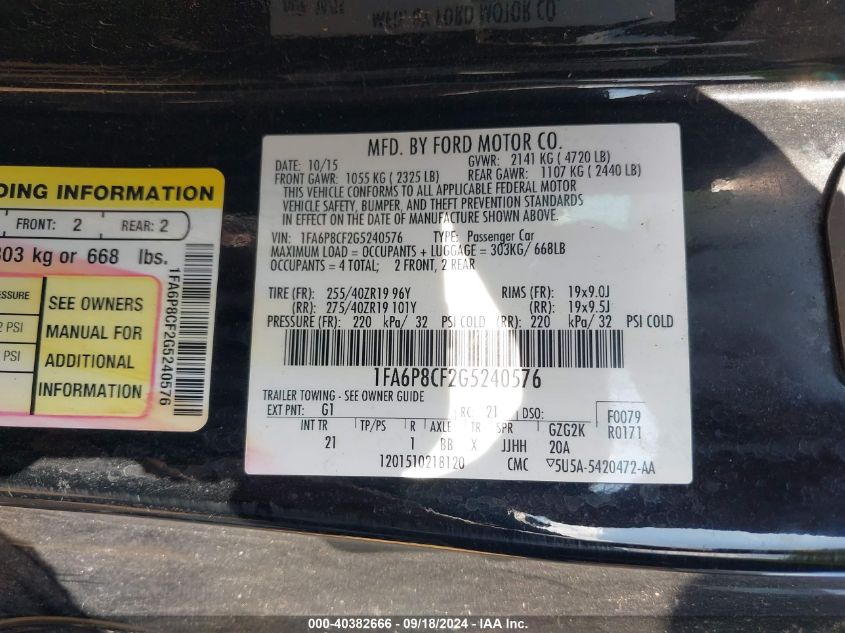 MFD. BY FORD MOTOR CO.
MFD. BY FORD MOTOR CO.
DATE: 10/15
GVWR: 2141 KG ( 4720 LB)
FRONT GAWR: 1055 KG ( 2325 LB)
REAR GAWR: 1107 KG ( 2440 LB)
THIS VEHICLE CONFORMS TO ALL APPLICABLE FEDERAL MOTOR
VEHICLE SAFETY, BUMPER, AND THEFT PREVENTION STANDARDS
IN EFFECT ON THE DATE OF MANUFACTURE SHOWN ABOVE.
VIN: 1FA6P8CF2G5240576 TYPE: Passenger Car
MAXIMUM LOAD = OCCUPANTS + LUGGAGE = 303KG/ 668LB
OCCUPANTS = 4 TOTAL; 2 FRONT, 2 REAR
TIRE (FR): 255/40ZR19 96Y RIMS (FR): 19x9.0J
(RR): 275/40ZR19 101Y (RR): 19x9.5J
PRESSURE (FR): 220 kPa/ 32 PSI COLD (RR): 220 kPa/ 32 PSI COLD
1FA6P8CF2G5240576
TRAILER TOWING - SEE OWNER GUIDE
EXT PNT: G1 RC: 21 DSO:
F0079
R0171
INT TR TP/PS R AXLE TR SPR GZG2K
21 1 BB X JJHH 20A
1201510218120 CMC ▽5U5A-5420472-AA
DING INFORMATION
FRONT: 2 REAR: 2
303 kg or 668 lbs.
SEE OWNERS
MANUAL FOR
ADDITIONAL
INFORMATION
PSI
PSI
1FA6P8CF2G5240576
000-40382666 - 09/18/2024 - www.iaai.com